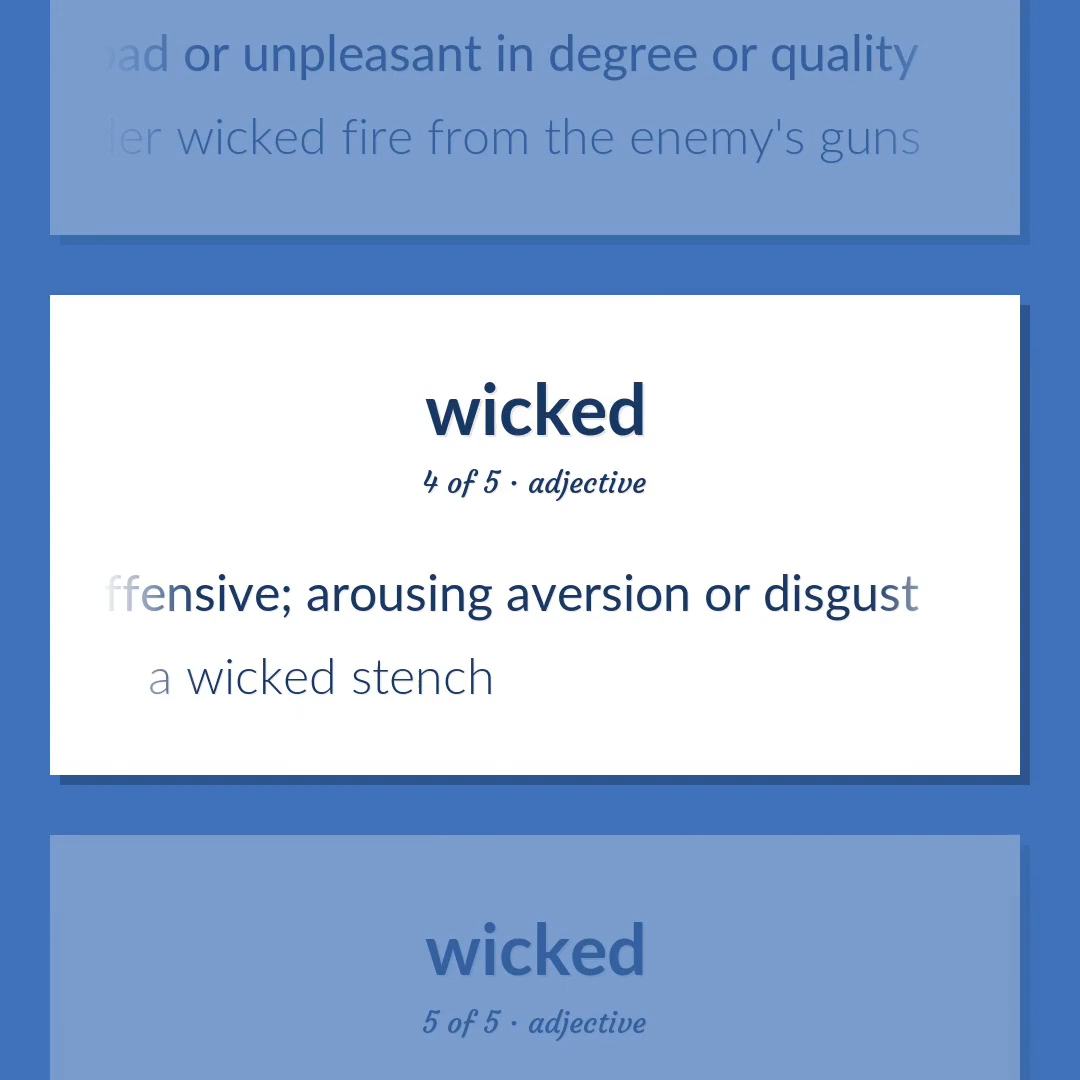 or unpleasant in degree or quality
wicked fire from the enemy's guns
wicked
4 of 5 · adjective
ffensive; arousing aversion or disgust
a wicked stench
wicked
5 of 5 · adjective